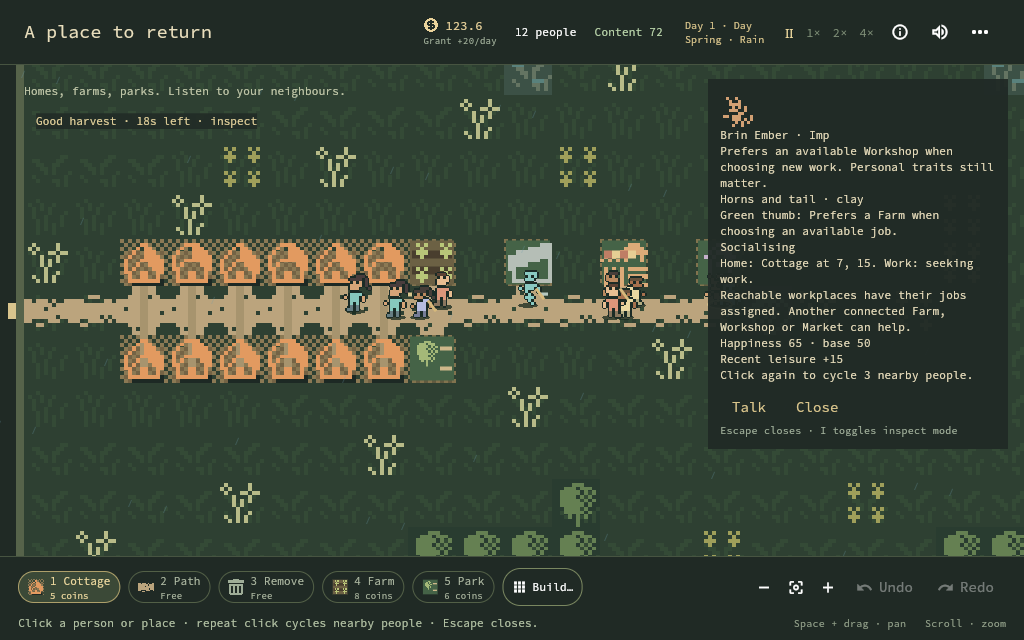 A place to return
123.6
Grant +20/day
12 people
Content 72
Day 1 · Day
Spring · Rain
II 1× 2× 4×
Homes, farms, parks. Listen to your neighbours.
Good harvest · 18s left · inspect
Brin Ember · Imp
Prefers an available Workshop when
choosing new work. Personal traits still
matter.
Horns and tail · clay
Green thumb: Prefers a Farm when
choosing an available job.
Socialising
Home: Cottage at 7, 15. Work: seeking
work.
Reachable workplaces have their jobs
assigned. Another connected Farm,
Workshop or Market can help.
Happiness 65 · base 50
Recent leisure +15
Click again to cycle 3 nearby people.
Talk Close
Escape closes · I toggles inspect mode
1 Cottage
5 coins
2 Path
Free
3 Remove
Free
4 Farm
8 coins
5 Park
6 coins
Build…
Undo
Redo
Click a person or place · repeat click cycles nearby people · Escape closes.
Space + drag · pan Scroll · zoom